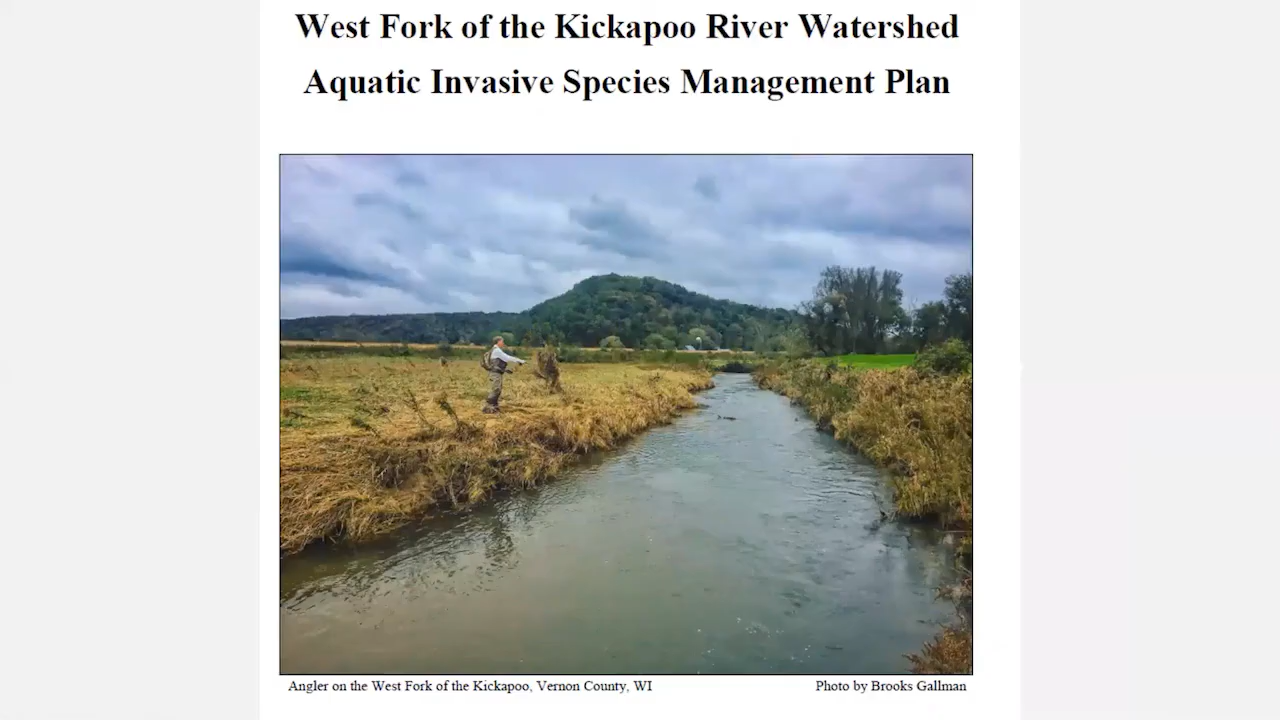 West Fork of the Kickapoo River Watershed
Aquatic Invasive Species Management Plan
Angler on the West Fork of the Kickapoo, Vernon County, WI
Photo by Brooks Gallman